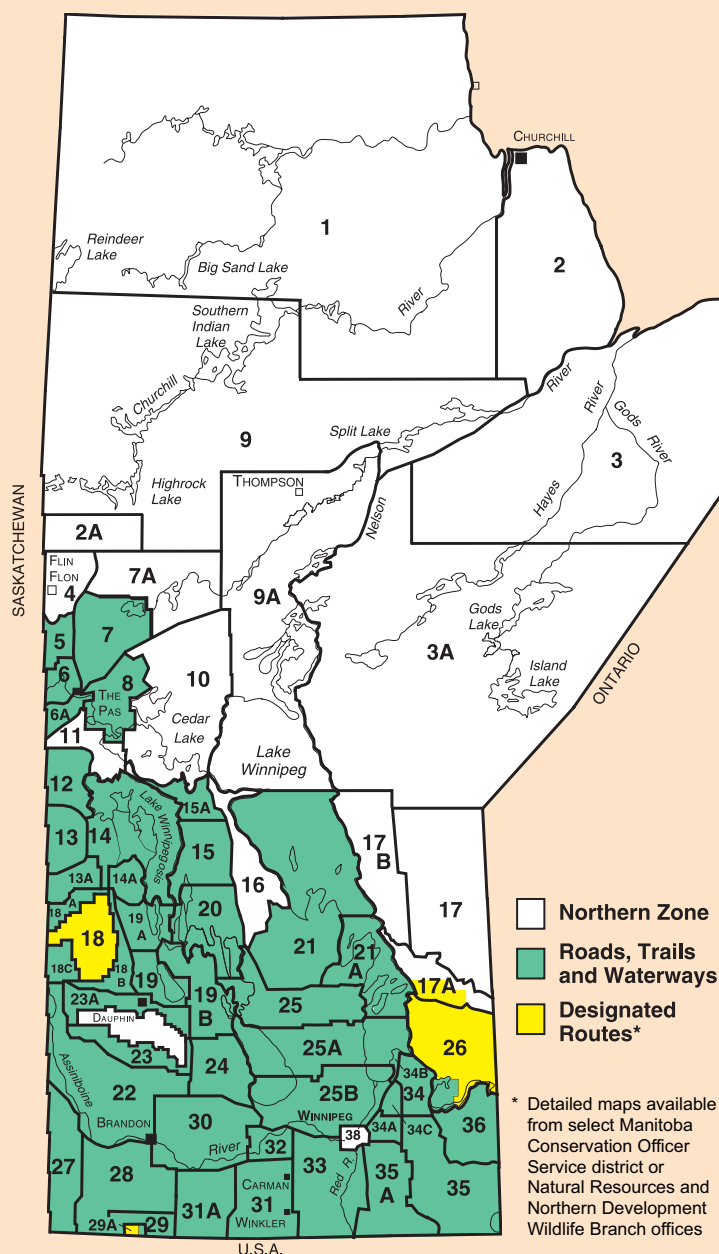 CHURCHILL
1
Reindeer
Lake
Big Sand Lake
River
2
Southern
Indian
Lake
Churchill
River
River
Gods
River
Split Lake
9
3
Highrock
Lake
THOMPSON
Hayes
Nelson
2A
SASKATCHEWAN
FLIN
FLON
4
7A
9A
Gods
Lake
5
7
3A
Island
Lake
ONTARIO
6
8
10
THE
PAS
6A
Cedar
Lake
11
Lake
Winnipeg
12
Lake Winnipegosis
15A
13
14
15
17
B
13A
14A
16
17
18
A
20
18
19
A
21
21
A
18C
18
B
19
17A
23A
19
B
25
DAUPHIN
26
23
25A
24
34B
22
25B
34
Assiniboine
WINNIPEG
36
BRANDON
30
34A
34C
38
River
32
27
28
33
Red R.
35
A
35
CARMAN
31A
31
WINKLER
29A
29
U.S.A.
Northern Zone
Roads, Trails
and Waterways
Designated
Routes*
* Detailed maps available
from select Manitoba
Conservation Officer
Service district or
Natural Resources and
Northern Development
Wildlife Branch offices